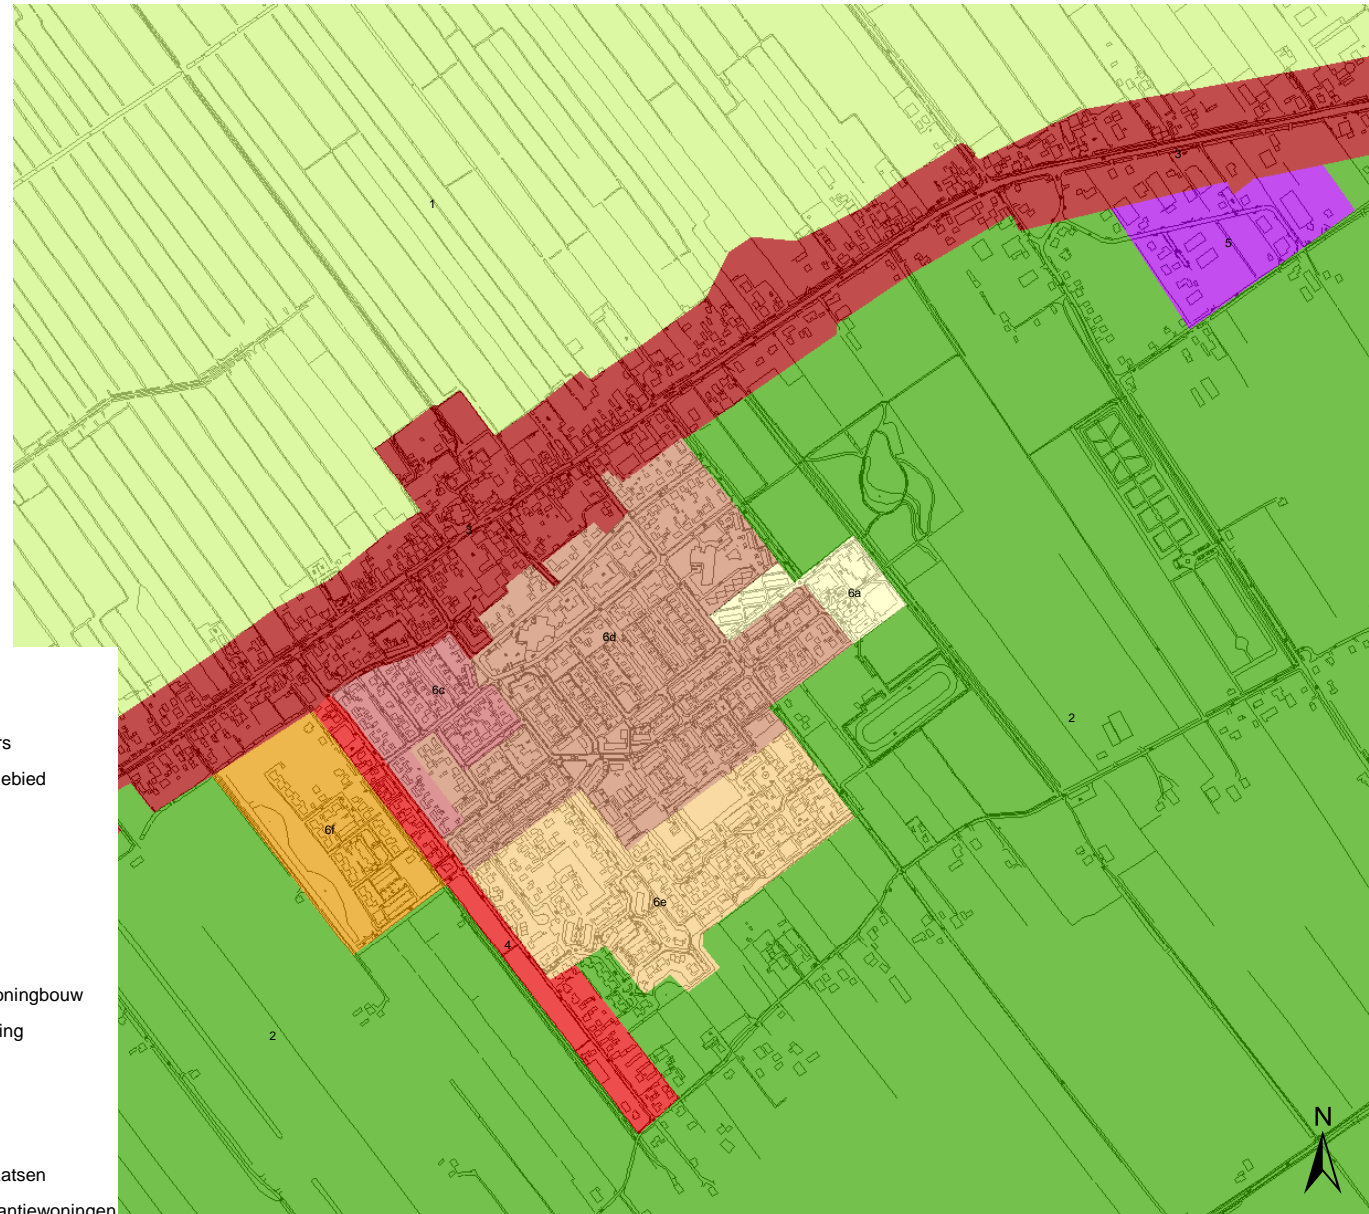 1
3
5
3
6a
6d
6c
2
6f
6e
4
2
rs
ebied
oningbouw
ing
atsen
antiewoningen
N